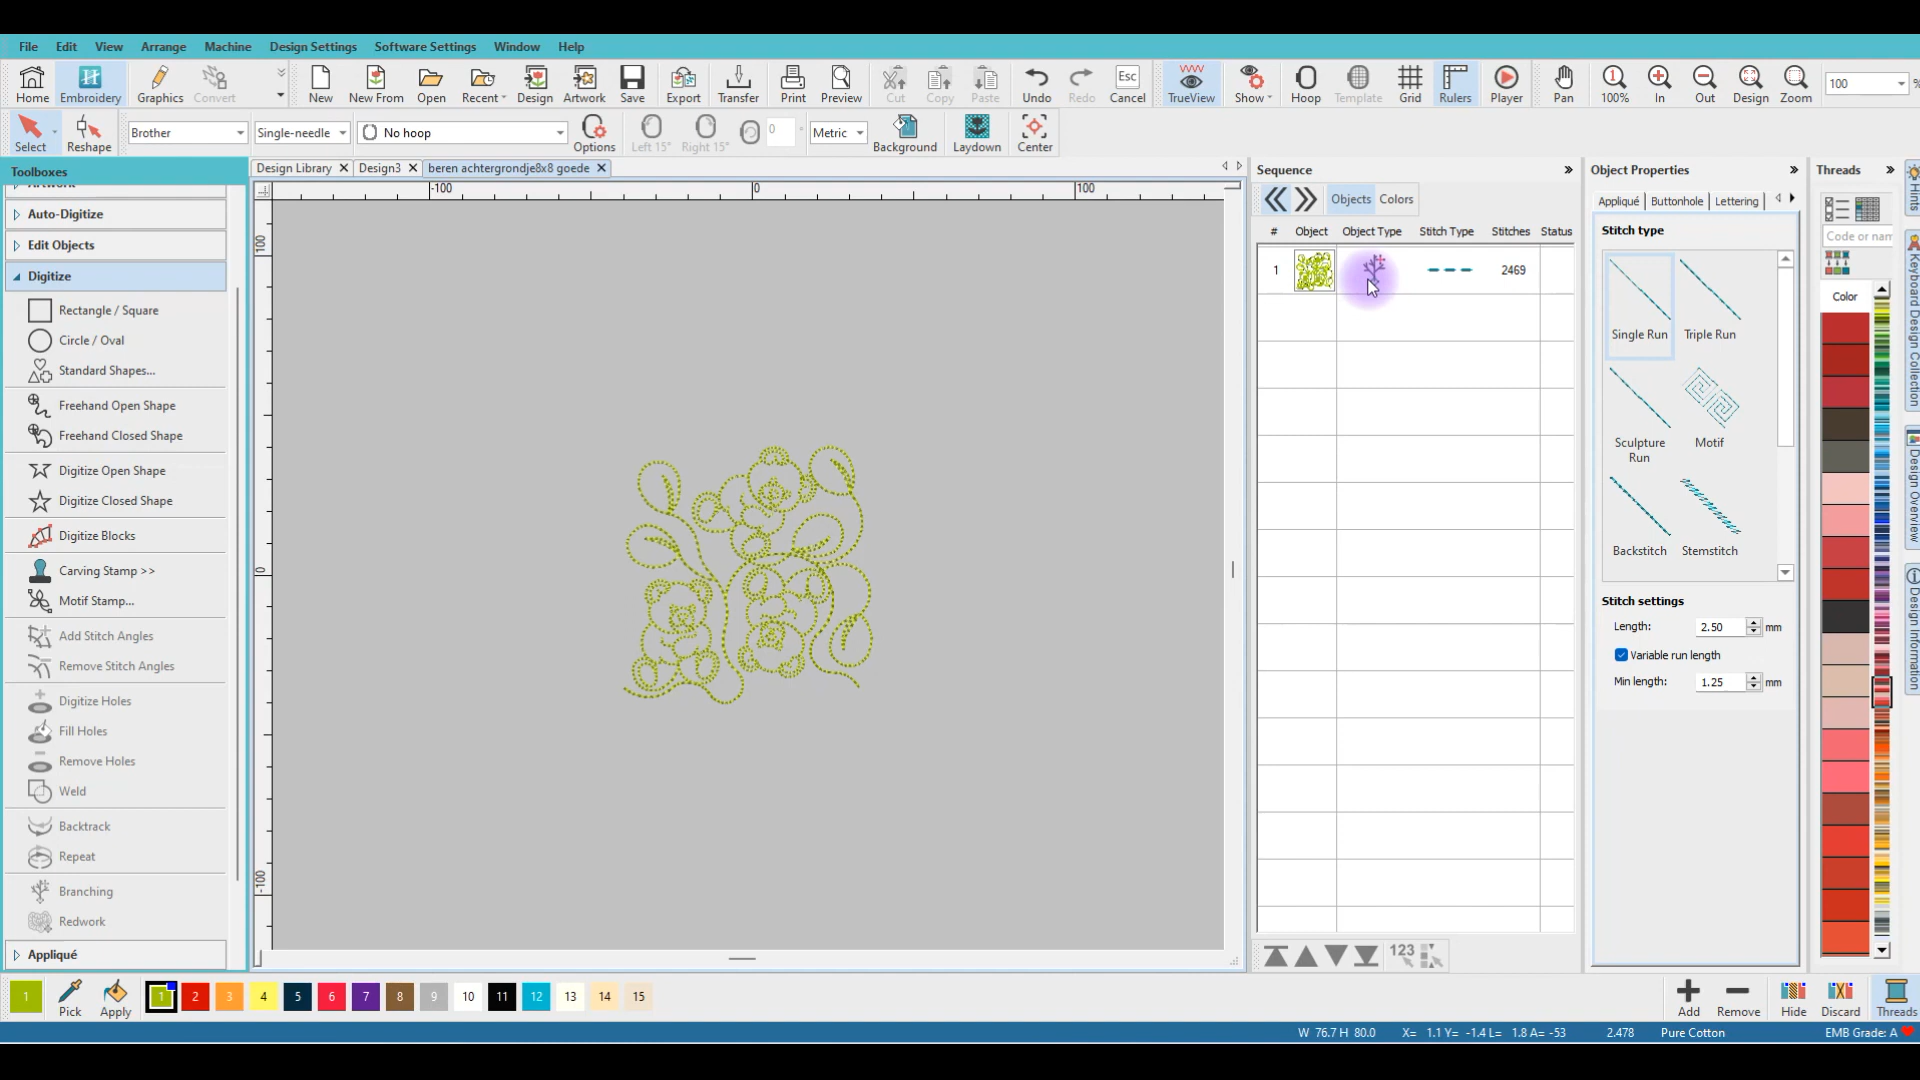 File Edit View Arrange Machine Design Settings Software Settings Window Help
Home Embroidery Graphics Convert New New From Open Recent Design Artwork Save Export Transfer Print Preview Cut Copy Paste Undo Redo Esc Cancel TrueView Show Hoop Template Grid Rulers Player Pan 1 100% In Out Design Zoom 100 %
Select Reshape Brother Single-needle No hoop Options Left 15° Right 15° 0 ° Metric Background Laydown Center
Toolboxes
Design Library Design3 beren achtergrondje8x8 goede
-100 0 100
100
0
-100
Auto-Digitize
Edit Objects
Digitize
Rectangle / Square
Circle / Oval
Standard Shapes...
Freehand Open Shape
Freehand Closed Shape
Digitize Open Shape
Digitize Closed Shape
Digitize Blocks
Carving Stamp >>
Motif Stamp...
Add Stitch Angles
Remove Stitch Angles
Digitize Holes
Fill Holes
Remove Holes
Weld
Backtrack
Repeat
Branching
Redwork
Appliqué
Sequence
Objects Colors
# Object Object Type Stitch Type Stitches Status
1 2469
123
Object Properties
Appliqué Buttonhole Lettering
Stitch type
Single Run Triple Run
Sculpture Run Motif
Backstitch Stemstitch
Stitch settings
Length: 2.50 mm
Variable run length
Min length: 1.25 mm
Threads
Code or nam
Color
Hints
Keyboard Design Collection
Design Overview
Design Information
1 Pick Apply 1 2 3 4 5 6 7 8 9 10 11 12 13 14 15 Add Remove Hide Discard Threads
W 76.7 H 80.0 X= 1.1 Y= -1.4 L= 1.8 A= -53 2.478 Pure Cotton EMB Grade: A